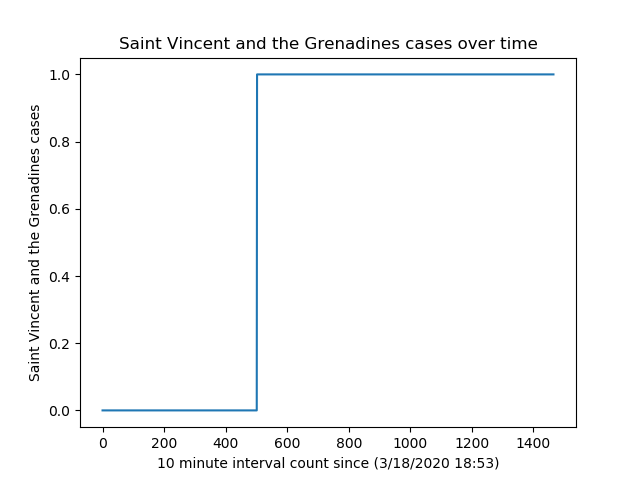 Saint Vincent and the Grenadines cases over time
Saint Vincent and the Grenadines cases
1.0
0.8
0.6
0.4
0.2
0.0
0 200 400 600 800 1000 1200 1400
10 minute interval count since (3/18/2020 18:53)